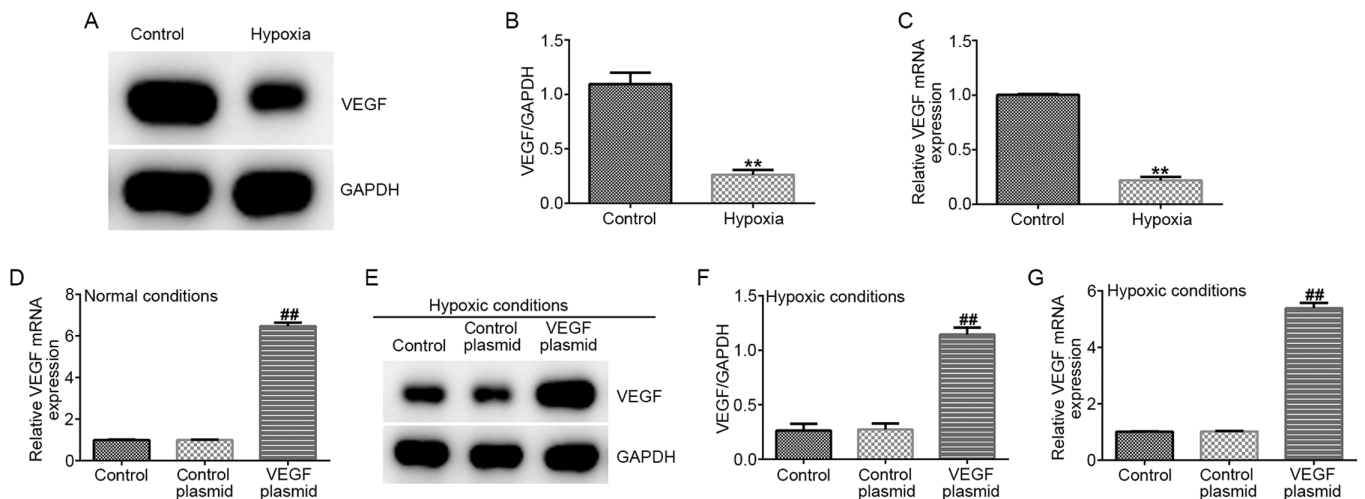 A
Control Hypoxia
VEGF
GAPDH
B
VEGF/GAPDH
1.5
1.0
0.5
0.0
**
Control Hypoxia
C
Relative VEGF mRNA
expression
1.5
1.0
0.5
0.0
**
Control Hypoxia
D
Normal conditions
Relative VEGF mRNA
expression
8
6
4
2
0
##
Control Control VEGF
plasmid plasmid
E
Hypoxic conditions
Control Control VEGF
plasmid plasmid
VEGF
GAPDH
F
Hypoxic conditions
VEGF/GAPDH
1.5
1.0
0.5
0.0
##
Control Control VEGF
plasmid plasmid
G
Hypoxic conditions
Relative VEGF mRNA
expression
6
4
2
0
##
Control Control VEGF
plasmid plasmid